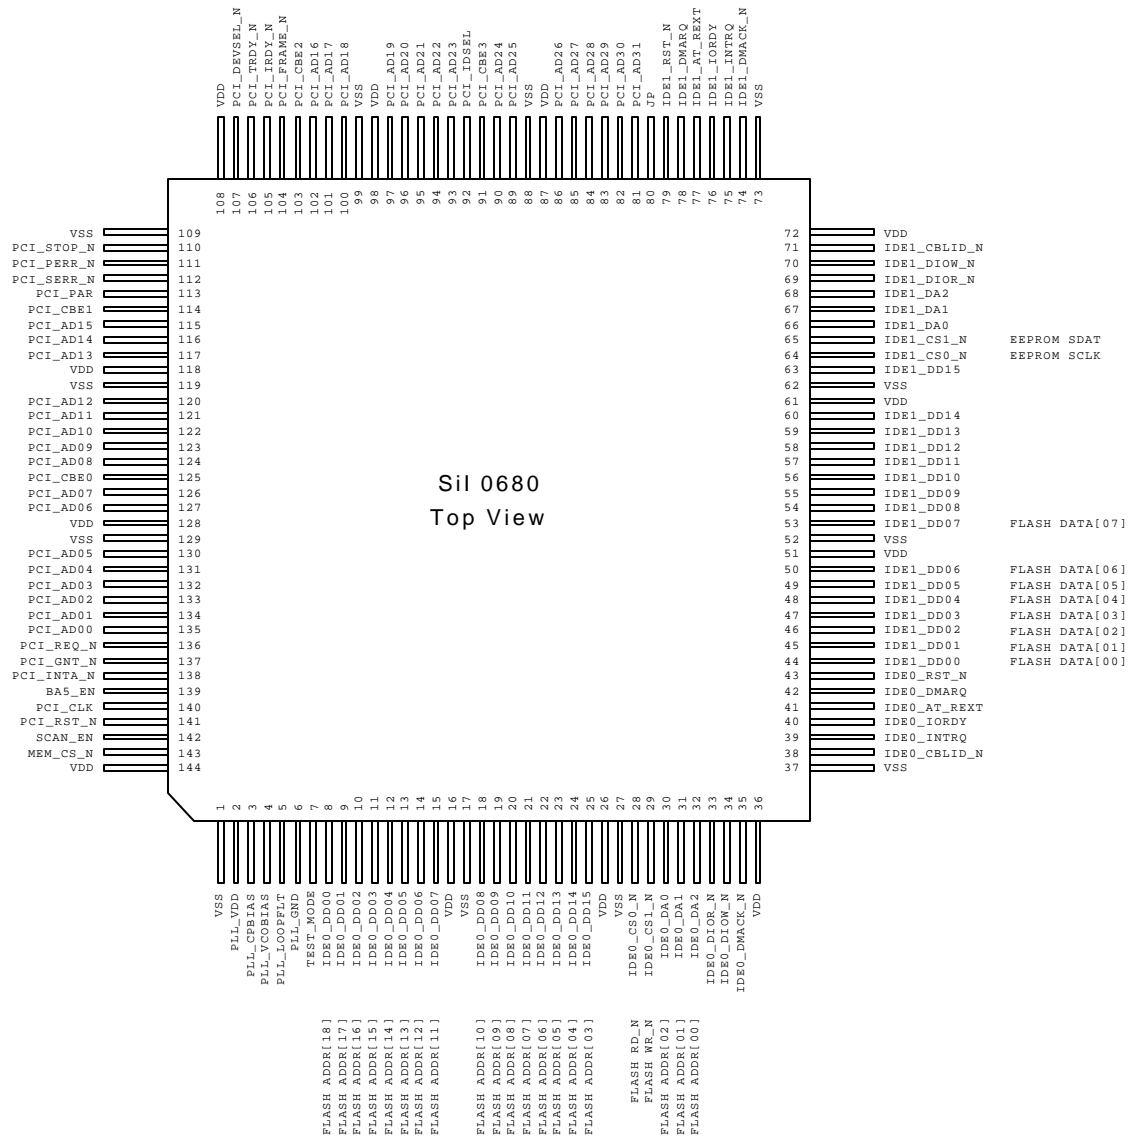 VDD
PCI_DEVSEL_N
PCI_TRDY_N
PCI_IRDY_N
PCI_FRAME_N
PCI_CBE2
PCI_AD16
PCI_AD17
PCI_AD18
VSS
VDD
PCI_AD19
PCI_AD20
PCI_AD21
PCI_AD22
PCI_AD23
PCI_IDSEL
PCI_CBE3
PCI_AD24
PCI_AD25
VSS
VDD
PCI_AD26
PCI_AD27
PCI_AD28
PCI_AD29
PCI_AD30
PCI_AD31
JP
IDE1_RST_N
IDE1_DMARQ
IDE1_AT_REXT
IDE1_IORDY
IDE1_INTRQ
IDE1_DMACK_N
VSS
108
107
106
105
104
103
102
101
100
99
98
97
96
95
94
93
92
91
90
89
88
87
86
85
84
83
82
81
80
79
78
77
76
75
74
73
VSS 109
PCI_STOP_N 110
PCI_PERR_N 111
PCI_SERR_N 112
PCI_PAR 113
PCI_CBE1 114
PCI_AD15 115
PCI_AD14 116
PCI_AD13 117
VDD 118
VSS 119
PCI_AD12 120
PCI_AD11 121
PCI_AD10 122
PCI_AD09 123
PCI_AD08 124
PCI_CBE0 125
PCI_AD07 126
PCI_AD06 127
VDD 128
VSS 129
PCI_AD05 130
PCI_AD04 131
PCI_AD03 132
PCI_AD02 133
PCI_AD01 134
PCI_AD00 135
PCI_REQ_N 136
PCI_GNT_N 137
PCI_INTA_N 138
BA5_EN 139
PCI_CLK 140
PCI_RST_N 141
SCAN_EN 142
MEM_CS_N 143
VDD 144
SiI 0680
Top View
72 VDD
71 IDE1_CBLID_N
70 IDE1_DIOW_N
69 IDE1_DIOR_N
68 IDE1_DA2
67 IDE1_DA1
66 IDE1_DA0
65 IDE1_CS1_N EEPROM SDAT
64 IDE1_CS0_N EEPROM SCLK
63 IDE1_DD15
62 VSS
61 VDD
60 IDE1_DD14
59 IDE1_DD13
58 IDE1_DD12
57 IDE1_DD11
56 IDE1_DD10
55 IDE1_DD09
54 IDE1_DD08
53 IDE1_DD07 FLASH DATA[07]
52 VSS
51 VDD
50 IDE1_DD06 FLASH DATA[06]
49 IDE1_DD05 FLASH DATA[05]
48 IDE1_DD04 FLASH DATA[04]
47 IDE1_DD03 FLASH DATA[03]
46 IDE1_DD02 FLASH DATA[02]
45 IDE1_DD01 FLASH DATA[01]
44 IDE1_DD00 FLASH DATA[00]
43 IDE0_RST_N
42 IDE0_DMARQ
41 IDE0_AT_REXT
40 IDE0_IORDY
39 IDE0_INTRQ
38 IDE0_CBLID_N
37 VSS
1
2
3
4
5
6
7
8
9
10
11
12
13
14
15
16
17
18
19
20
21
22
23
24
25
26
27
28
29
30
31
32
33
34
35
36
VSS
PLL_VDD
PLL_CPBIAS
PLL_VCOBIAS
PLL_LOOPFLT
PLL_GND
TEST_MODE
IDE0_DD00
IDE0_DD01
IDE0_DD02
IDE0_DD03
IDE0_DD04
IDE0_DD05
IDE0_DD06
IDE0_DD07
VDD
VSS
IDE0_DD08
IDE0_DD09
IDE0_DD10
IDE0_DD11
IDE0_DD12
IDE0_DD13
IDE0_DD14
IDE0_DD15
VDD
VSS
IDE0_CS0_N
IDE0_CS1_N
IDE0_DA0
IDE0_DA1
IDE0_DA2
IDE0_DIOR_N
IDE0_DIOW_N
IDE0_DMACK_N
VDD
FLASH ADDR[18]
FLASH ADDR[17]
FLASH ADDR[16]
FLASH ADDR[15]
FLASH ADDR[14]
FLASH ADDR[13]
FLASH ADDR[12]
FLASH ADDR[11]
FLASH ADDR[10]
FLASH ADDR[09]
FLASH ADDR[08]
FLASH ADDR[07]
FLASH ADDR[06]
FLASH ADDR[05]
FLASH ADDR[04]
FLASH ADDR[03]
FLASH RD_N
FLASH WR_N
FLASH ADDR[02]
FLASH ADDR[01]
FLASH ADDR[00]